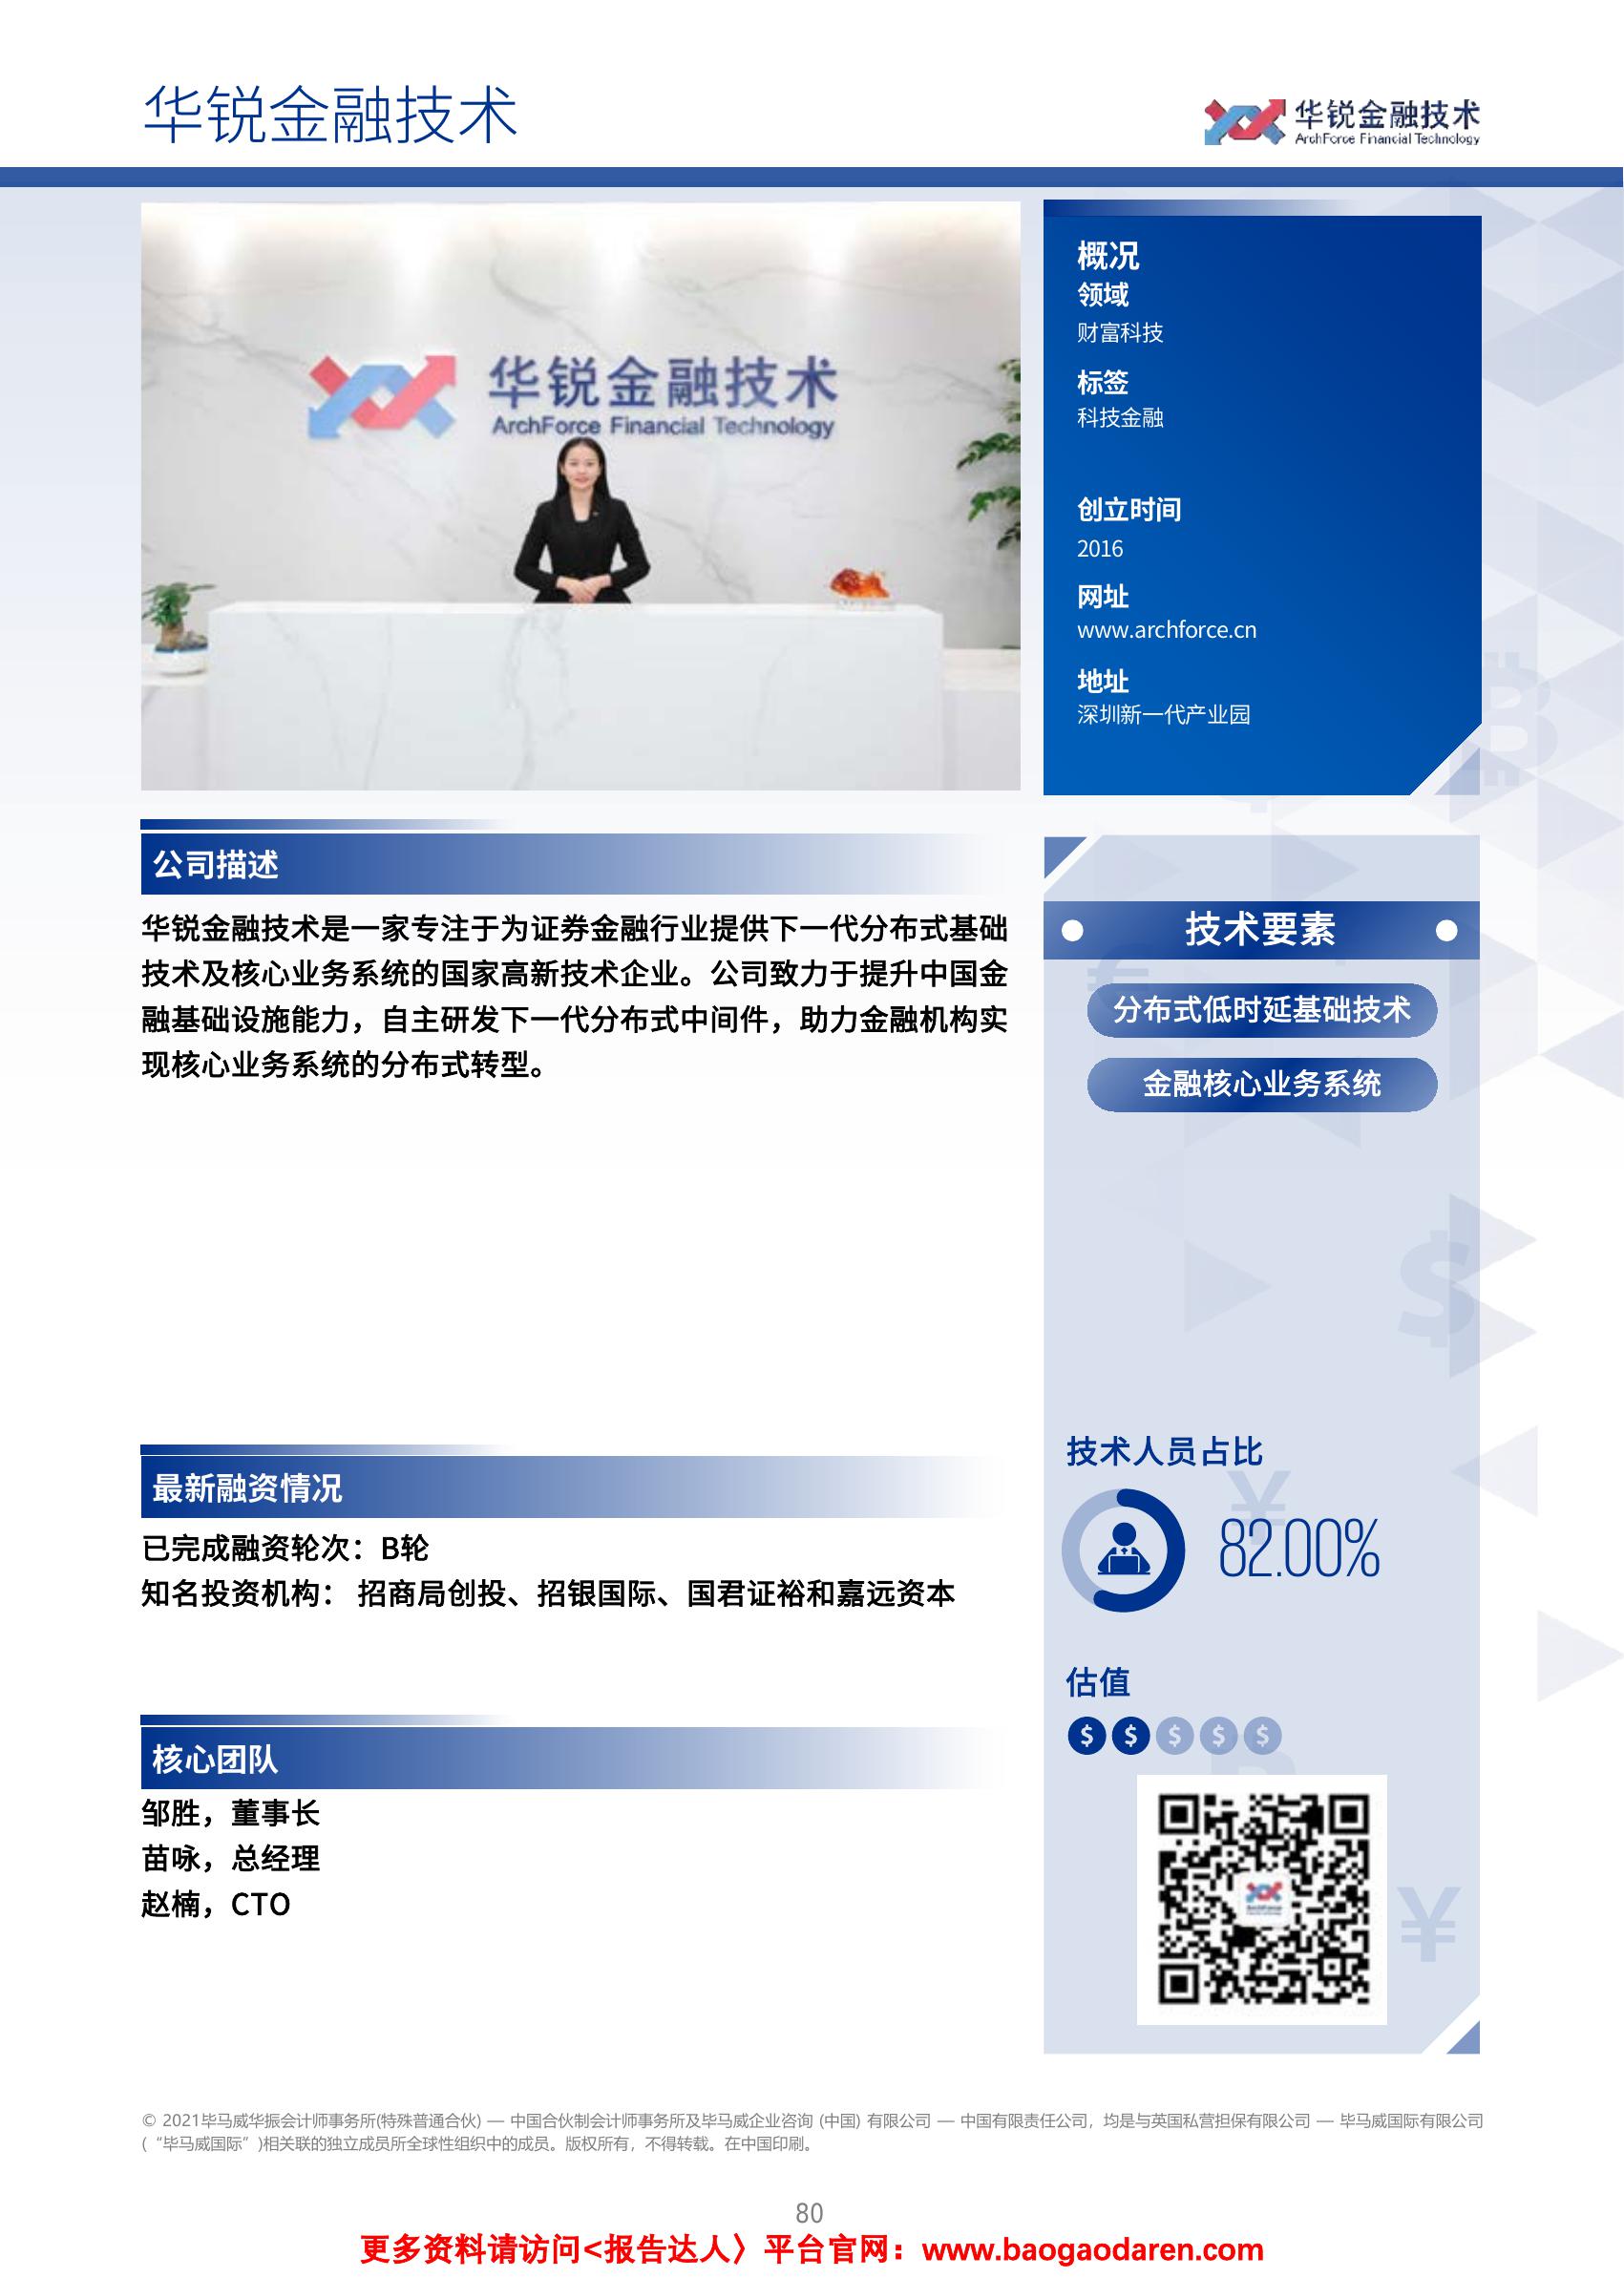 华锐金融技术
华锐金融技术
ArchForce Financial Technology
华锐金融技术
ArchForce Financial Technology
概况
领域
财富科技
标签
科技金融
创立时间
2016
网址
www.archforce.cn
地址
深圳新一代产业园
公司描述
华锐金融技术是一家专注于为证券金融行业提供下一代分布式基础
技术及核心业务系统的国家高新技术企业。公司致力于提升中国金
融基础设施能力，自主研发下一代分布式中间件，助力金融机构实
现核心业务系统的分布式转型。
技术要素
分布式低时延基础技术
金融核心业务系统
最新融资情况
已完成融资轮次：B轮
知名投资机构： 招商局创投、招银国际、国君证裕和嘉远资本
技术人员占比
82.00%
估值
核心团队
邹胜，董事长
苗咏，总经理
赵楠，CTO
© 2021毕马威华振会计师事务所(特殊普通合伙) — 中国合伙制会计师事务所及毕马威企业咨询 (中国) 有限公司 — 中国有限责任公司，均是与英国私营担保有限公司 — 毕马威国际有限公司
(“毕马威国际”)相关联的独立成员所全球性组织中的成员。版权所有，不得转载。在中国印刷。
80
更多资料请访问<报告达人〉平台官网：www.baogaodaren.com